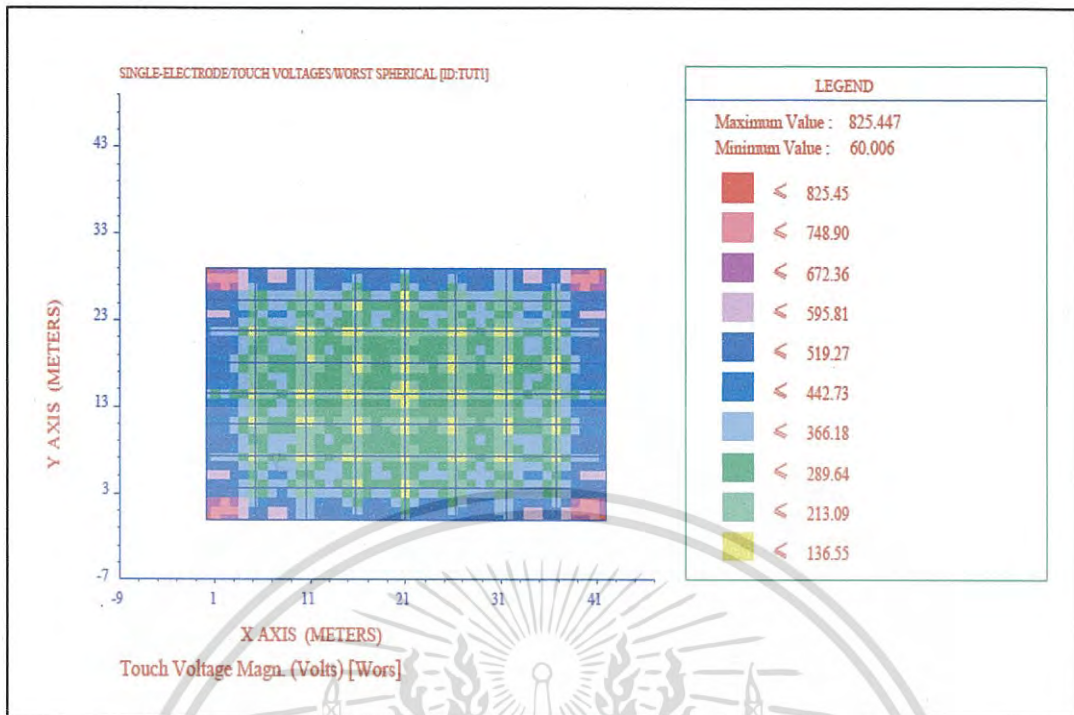 SINGLE-ELECTRODE/TOUCH VOLTAGES/WORST SPHERICAL [ID:TUT1]
LEGEND
Maximum Value : 825.447
Minimum Value : 60.006
⩽ 825.45
⩽ 748.90
⩽ 672.36
⩽ 595.81
⩽ 519.27
⩽ 442.73
⩽ 366.18
⩽ 289.64
⩽ 213.09
⩽ 136.55
Y AXIS (METERS)
43
33
23
13
3
-7
-9 1 11 21 31 41
X AXIS (METERS)
Touch Voltage Magn. (Volts) [Wors]